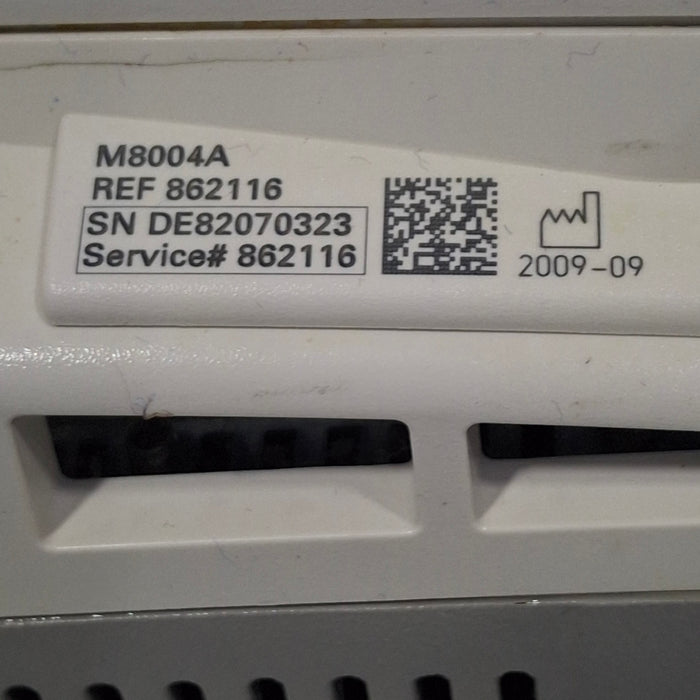 M8004A
REF 862116
SN DE82070323
Service# 862116
2009-09